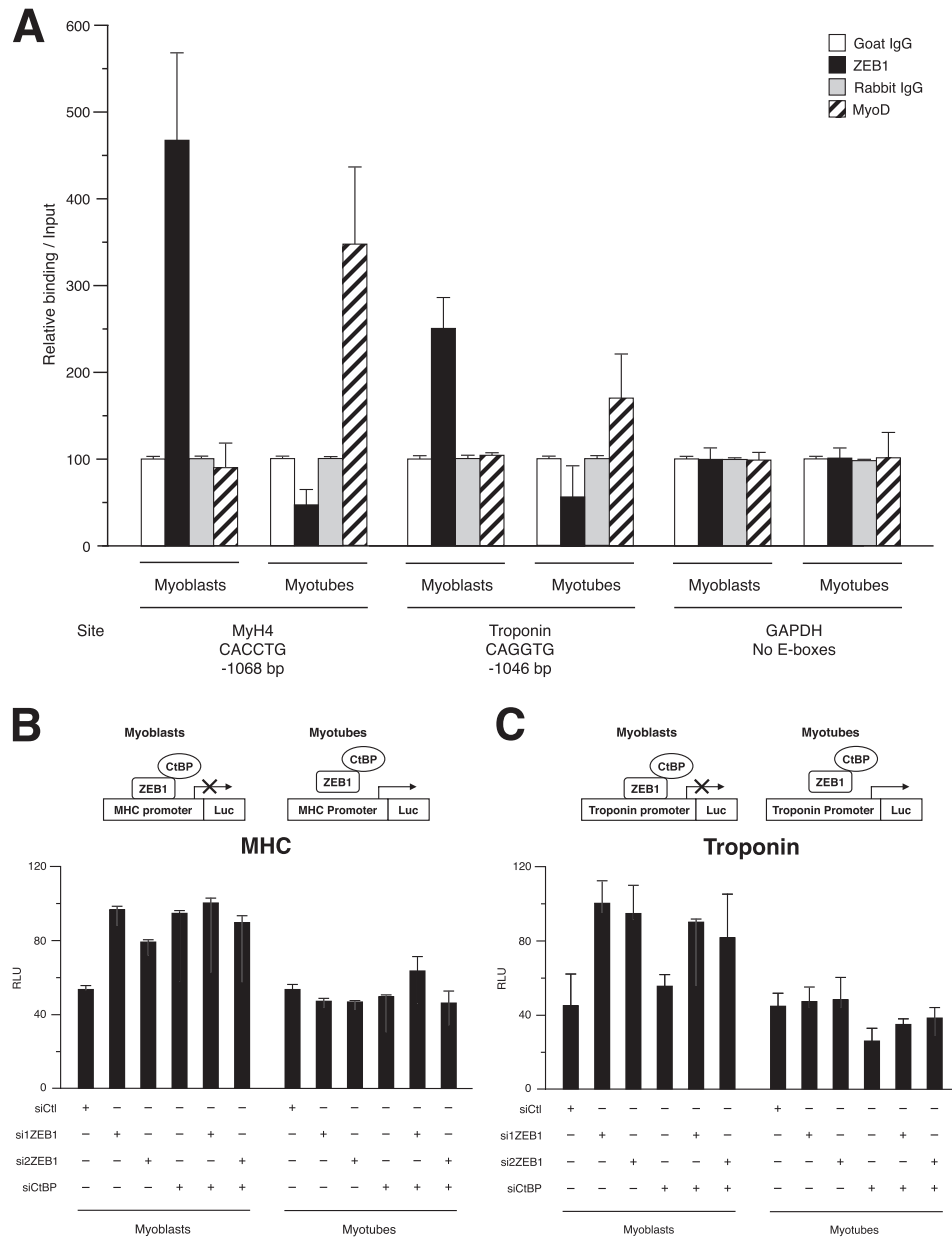 A
600
500
400
300
200
100
0
Relative binding / Input
Goat IgG
ZEB1
Rabbit IgG
MyoD
Myoblasts Myotubes Myoblasts Myotubes Myoblasts Myotubes
Site MyH4 Troponin GAPDH
CACCTG CAGGTG No E-boxes
-1068 bp -1046 bp
B
Myoblasts Myotubes
CtBP CtBP
ZEB1 ZEB1
MHC promoter Luc MHC Promoter Luc
MHC
120
80
40
0
RLU
siCtl + – – – – – + – – – – –
si1ZEB1 – + – – + – – + – – + –
si2ZEB1 – – + – – + – – + – – +
siCtBP – – – + + + – – – + + +
Myoblasts Myotubes
C
Myoblasts Myotubes
CtBP CtBP
ZEB1 ZEB1
Troponin promoter Luc Troponin Promoter Luc
Troponin
120
80
40
0
RLU
siCtl + – – – – – + – – – – –
si1ZEB1 – + – – + – – + – – + –
si2ZEB1 – – + – – + – – + – – +
siCtBP – – – + + + – – – + + +
Myoblasts Myotubes